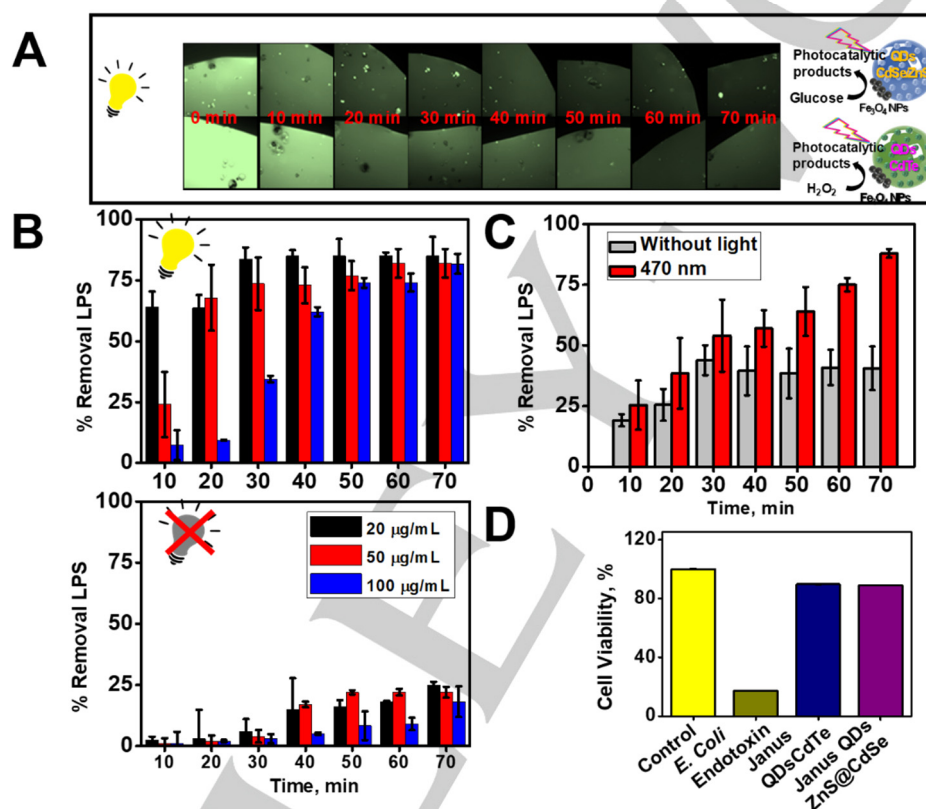 A
0 min 10 min 20 min 30 min 40 min 50 min 60 min 70 min
Photocatalytic
products
Glucose
QDs
CdSe/ZnS
Fe3O4 NPs
Photocatalytic
products
H2O2
QDs
CdTe
NPs
B
100
75
50
25
0
% Removal LPS
10 20 30 40 50 60 70
100
75
50
25
0
% Removal LPS
20 µg/mL
50 µg/mL
100 µg/mL
10 20 30 40 50 60 70
Time, min
C
100
75
50
25
0
% Removal LPS
Without light
470 nm
0 10 20 30 40 50 60 70
Time, min
D
120
80
40
0
Cell Viability, %
Control
E. Coli
Endotoxin
Janus
QDsCdTe
Janus QDs
ZnS@CdSe